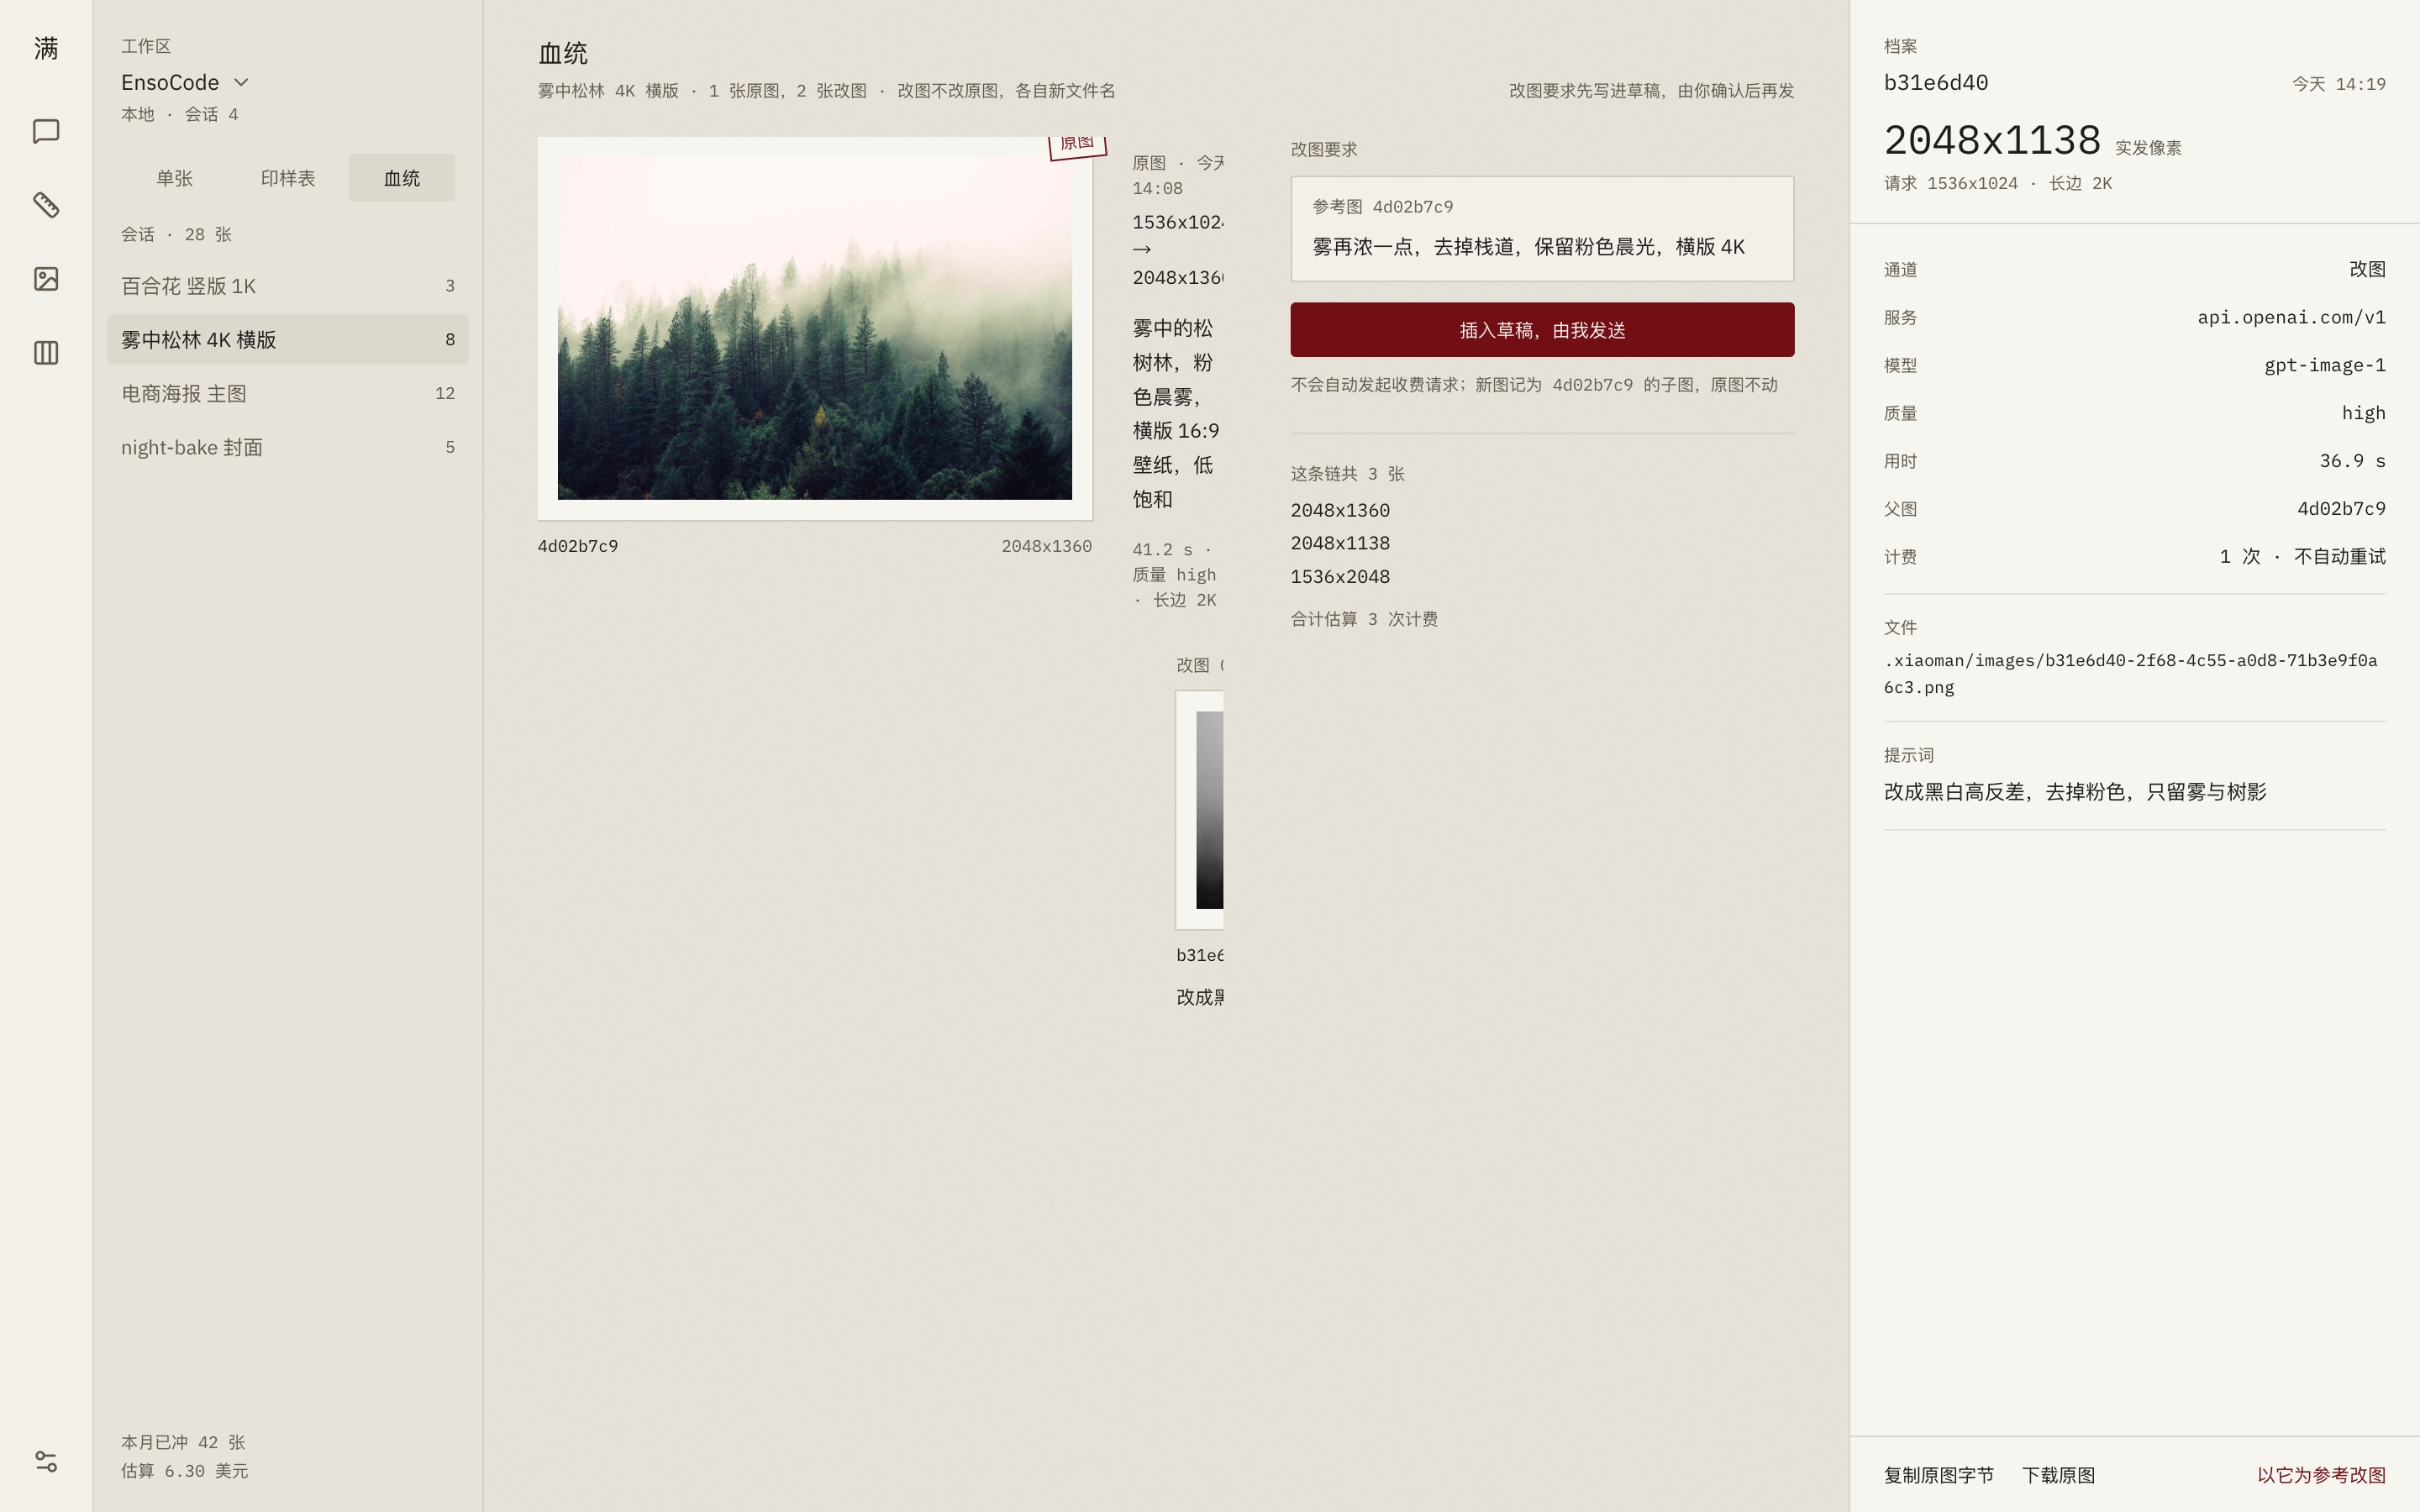 满
工作区
EnsoCode
本地 · 会话 4
单张
印样表
血统
会话 · 28 张
百合花 竖版 1K
3
雾中松林 4K 横版
8
电商海报 主图
12
night-bake 封面
5
本月已冲 42 张
估算 6.30 美元
血统
雾中松林 4K 横版 · 1 张原图，2 张改图 · 改图不改原图，各自新文件名
改图要求先写进草稿，由你确认后再发
原图
4d02b7c9
2048x1360
原图 · 今天
14:08
1536x1024
→
2048x1360
雾中的松
树林，粉
色晨雾，
横版 16:9
壁纸，低
饱和
41.2 s ·
质量 high
· 长边 2K
改图
b31e6
改成黑
改图要求
参考图 4d02b7c9
雾再浓一点，去掉栈道，保留粉色晨光，横版 4K
插入草稿，由我发送
不会自动发起收费请求；新图记为 4d02b7c9 的子图，原图不动
这条链共 3 张
2048x1360
2048x1138
1536x2048
合计估算 3 次计费
档案
b31e6d40
今天 14:19
2048x1138 实发像素
请求 1536x1024 · 长边 2K
通道
改图
服务
api.openai.com/v1
模型
gpt-image-1
质量
high
用时
36.9 s
父图
4d02b7c9
计费
1 次 · 不自动重试
文件
.xiaoman/images/b31e6d40-2f68-4c55-a0d8-71b3e9f0a
6c3.png
提示词
改成黑白高反差，去掉粉色，只留雾与树影
复制原图字节
下载原图
以它为参考改图